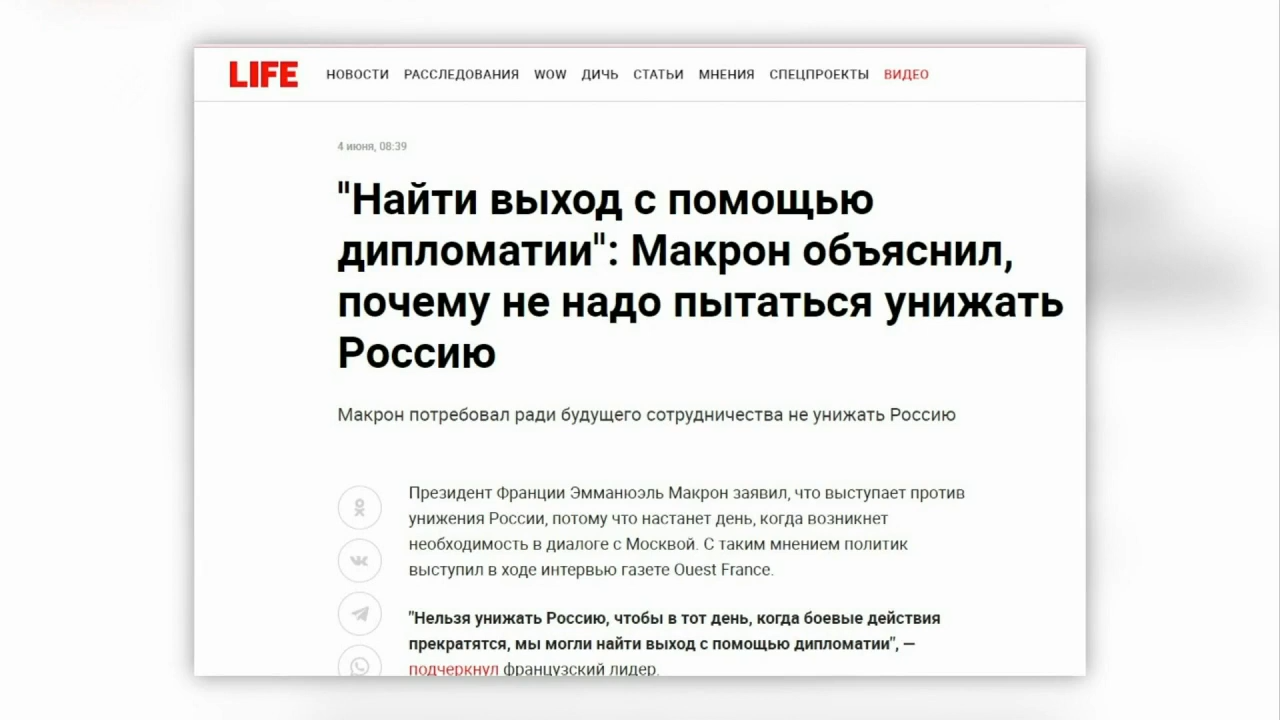 LIFE НОВОСТИ РАССЛЕДОВАНИЯ WOW ДИЧЬ СТАТЬИ МНЕНИЯ СПЕЦПРОЕКТЫ ВИДЕО
4 июня, 08:39
"Найти выход с помощью
дипломатии": Макрон объяснил,
почему не надо пытаться унижать
Россию
Макрон потребовал ради будущего сотрудничества не унижать Россию
Президент Франции Эмманюэль Макрон заявил, что выступает против
унижения России, потому что настанет день, когда возникнет
необходимость в диалоге с Москвой. С таким мнением политик
выступил в ходе интервью газете Ouest France.
"Нельзя унижать Россию, чтобы в тот день, когда боевые действия
прекратятся, мы могли найти выход с помощью дипломатии", —
подчеркнул французский лидер.